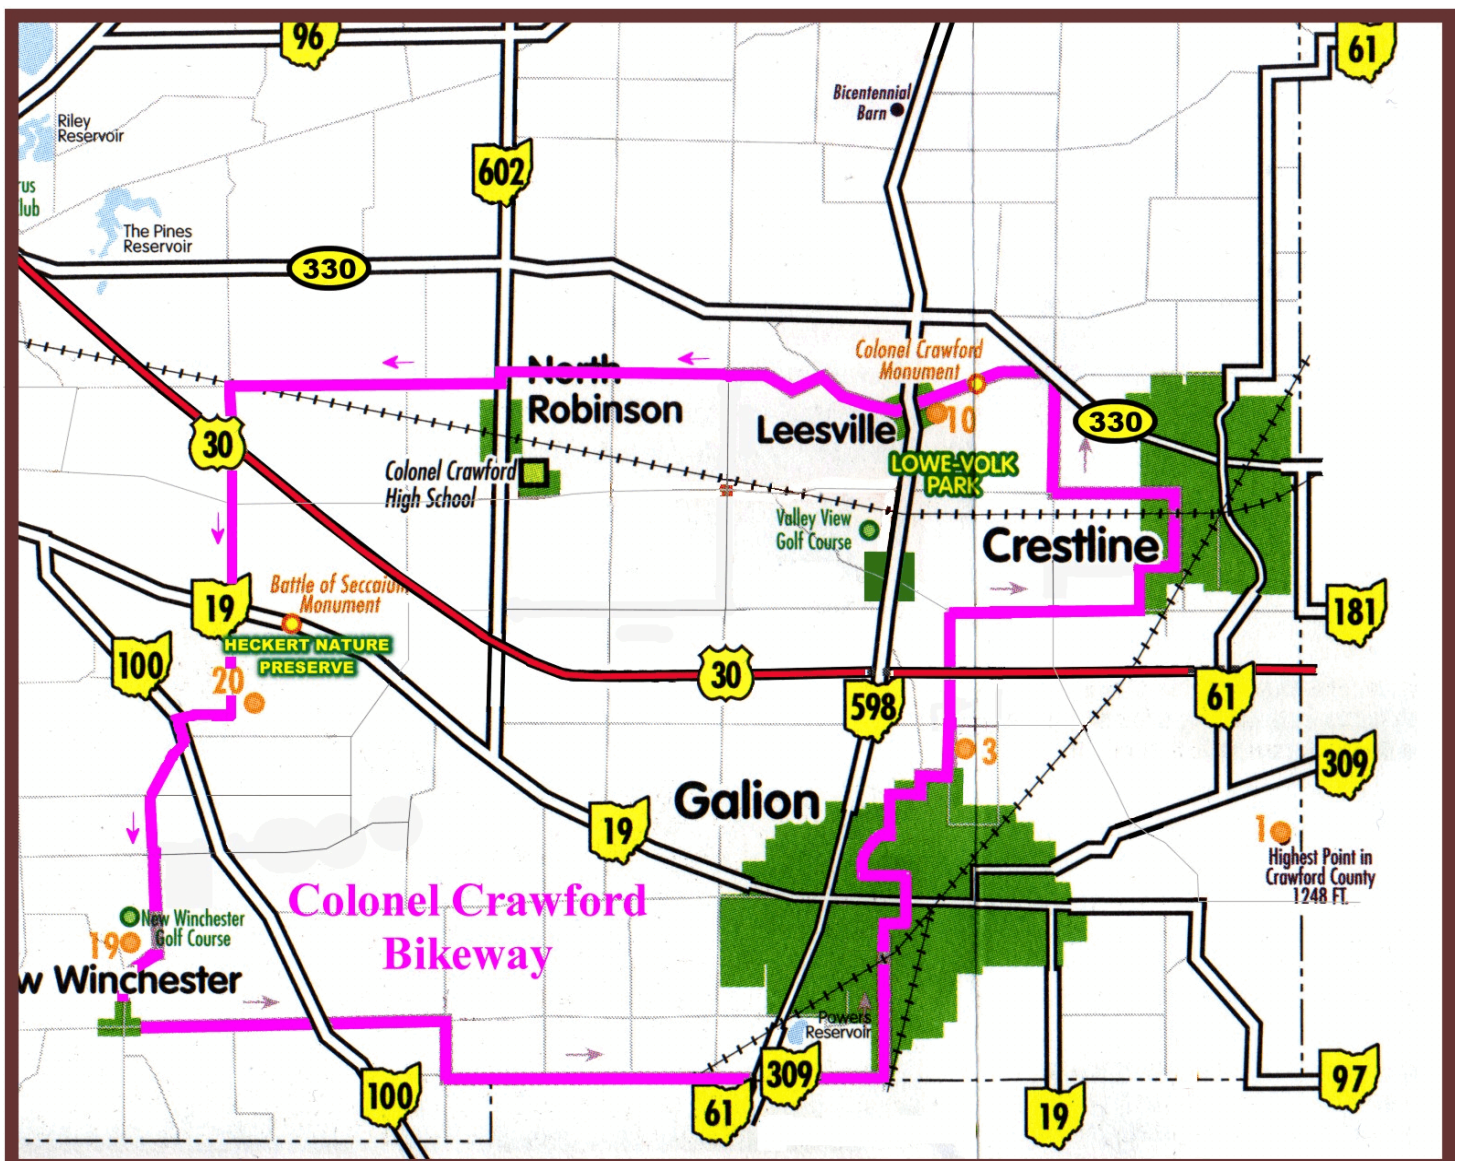 96
61
Bicentennial
Barn
Riley
Reservoir
602
rus
lub
The Pines
Reservoir
330
Colonel Crawford
Monument
North
Robinson
10
330
Leesville
30
LOWE-VOLK
PARK
Colonel Crawford
High School
Valley View
Golf Course
Crestline
Battle of Seccaium
Monument
19
181
HECKERT NATURE
PRESERVE
100
20
30
598
61
3
309
Galion
19
1
Highest Point in
Crawford County
1248 FT.
Colonel Crawford
Bikeway
New Winchester
Golf Course
19
w Winchester
Powers
Reservoir
309
97
100
61
19